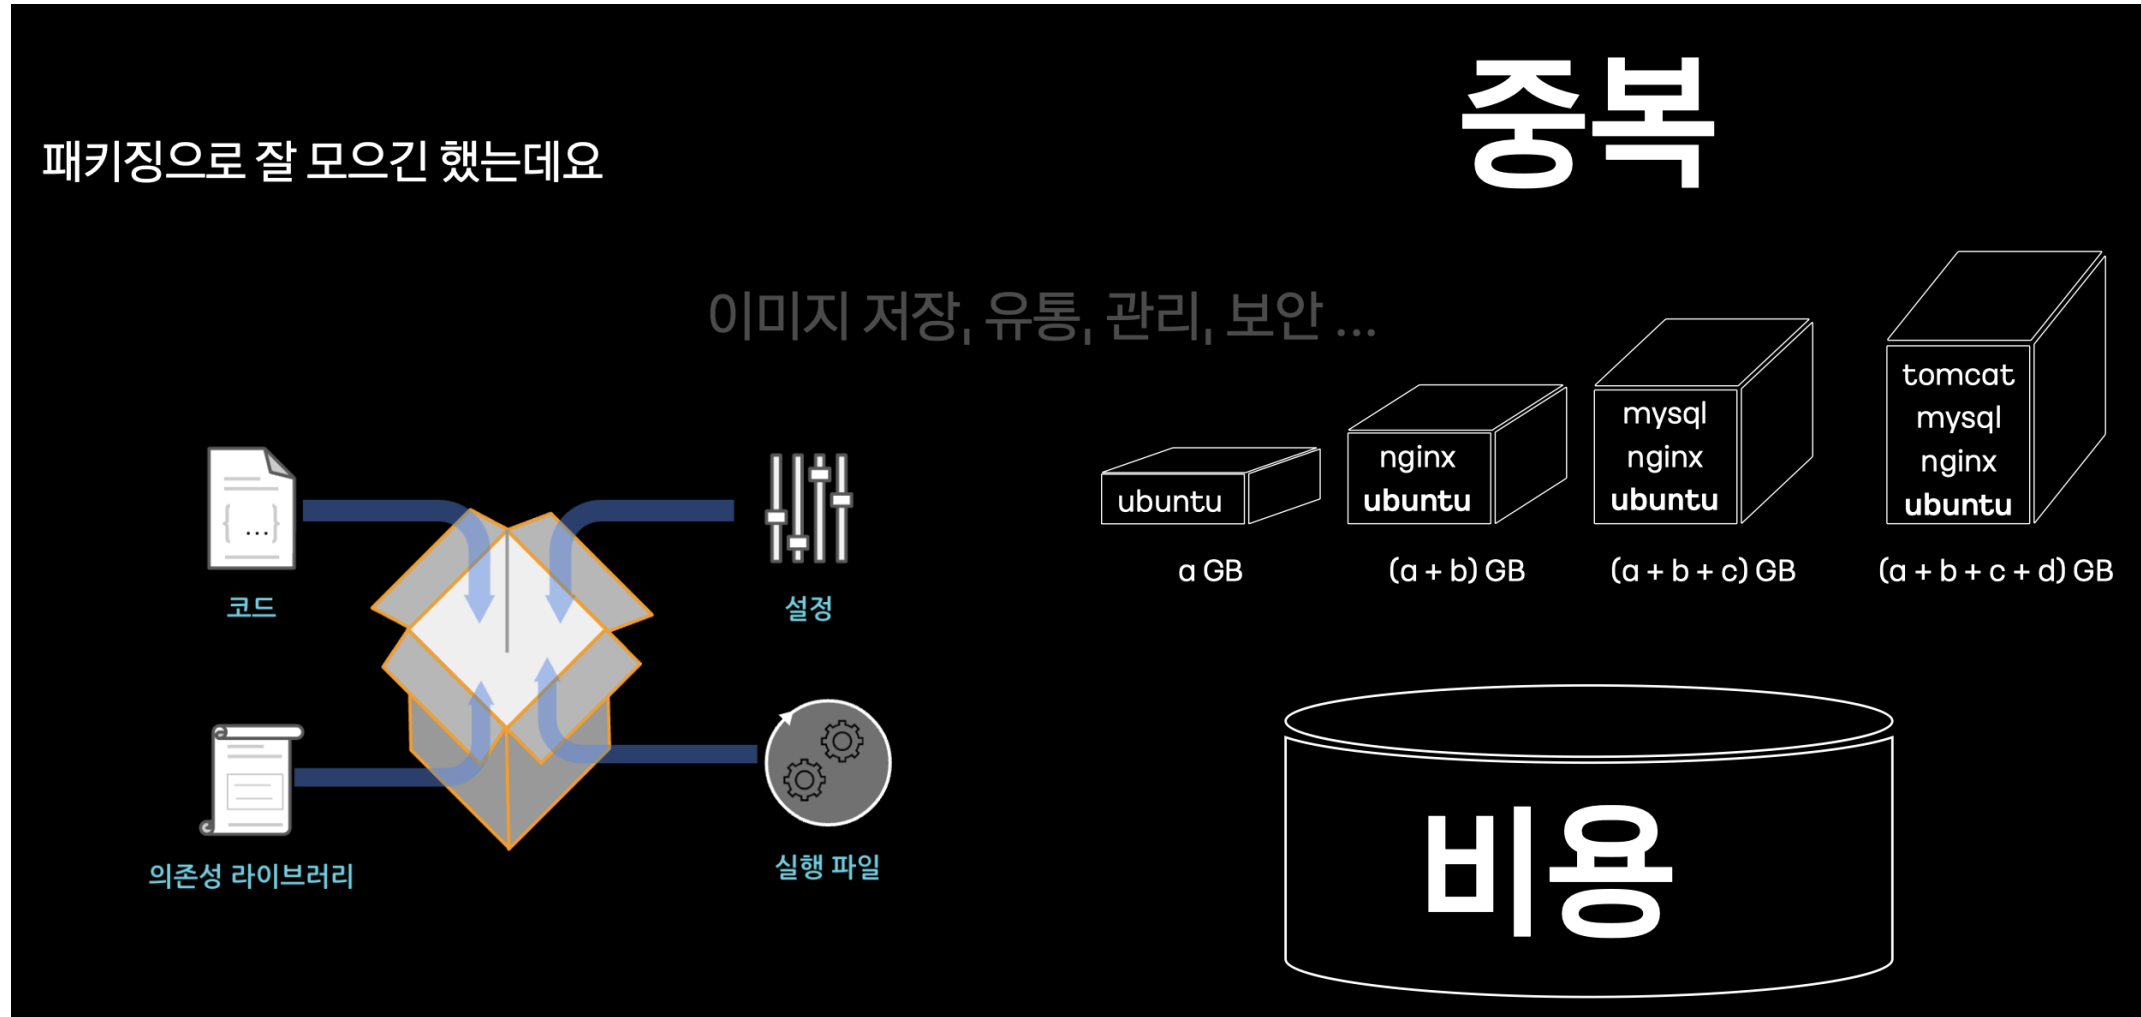 중복
패키징으로 잘 모으긴 했는데요
이미지 저장, 유통, 관리, 보안 ...
{ ... }
코드
설정
의존성 라이브러리
실행 파일
ubuntu
a GB
nginx
ubuntu
(a + b) GB
mysql
nginx
ubuntu
(a + b + c) GB
tomcat
mysql
nginx
ubuntu
(a + b + c + d) GB
비용